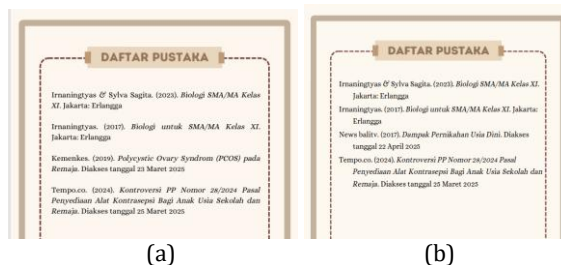 DAFTAR PUSTAKA
Irnaningtyas & Sylva Sagita. (2023). Biologi SMA/MA Kelas
XI. Jakarta: Erlangga
Irnaningtyas. (2017). Biologi untuk SMA/MA Kelas XI.
Jakarta: Erlangga
Kemenkes. (2019). Polycystic Ovary Syndrom (PCOS) pada
Remaja. Diakses tanggal 23 Maret 2025
Tempo.co. (2024). Kontroversi PP Nomor 28/2024 Pasal
Penyediaan Alat Kontrasepsi Bagi Anak Usia Sekolah dan
Remaja. Diakses tanggal 25 Maret 2025
(a)
DAFTAR PUSTAKA
Irnaningtyas & Sylva Sagita. (2023). Biologi SMA/MA Kelas XI.
Jakarta: Erlangga
Irnaningtyas. (2017). Biologi untuk SMA/MA Kelas XI. Jakarta:
Erlangga
News balitv. (2017). Dampak Pernikahan Usia Dini. Diakses
tanggal 22 April 2025
Tempo.co. (2024). Kontroversi PP Nomor 28/2024 Pasal
Penyediaan Alat Kontrasepsi Bagi Anak Usia Sekolah dan
Remaja. Diakses tanggal 25 Maret 2025
(b)